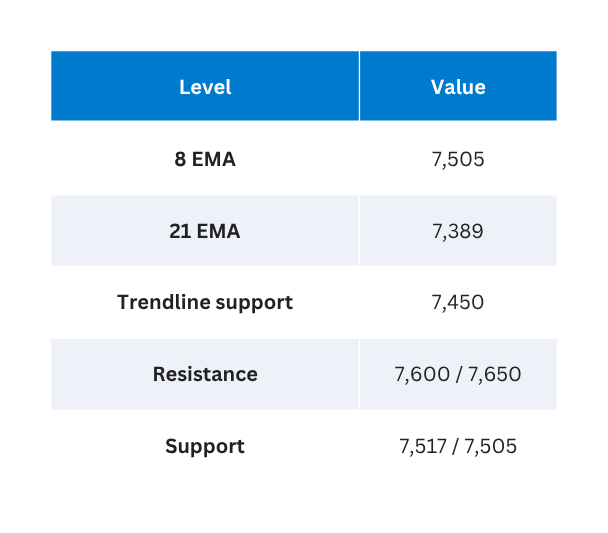 Level Value
8 EMA 7,505
21 EMA 7,389
Trendline support 7,450
Resistance 7,600 / 7,650
Support 7,517 / 7,505